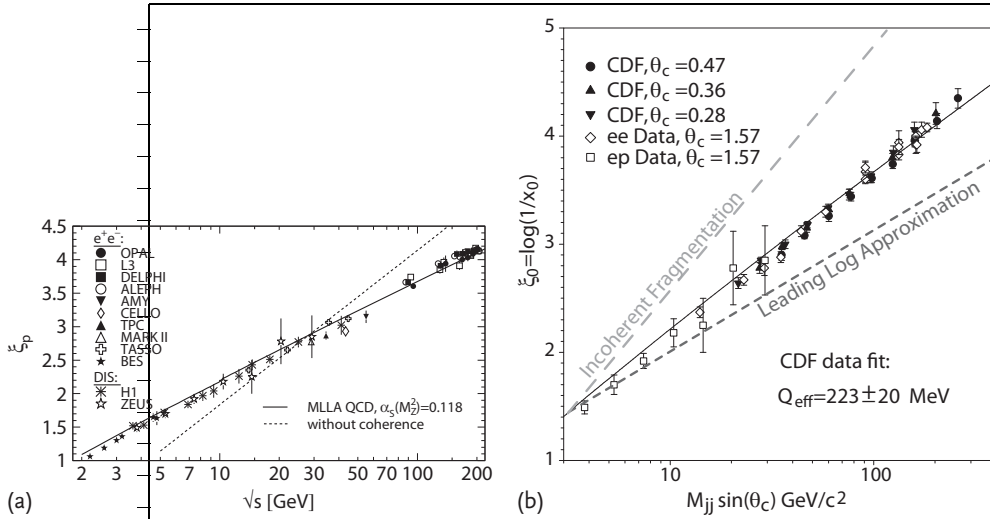 4.5
4
3.5
3
2.5
2
1.5
1
ξp
e+e−:
OPAL
L3
DELPHI
ALEPH
AMY
CELLO
TPC
MARK II
TASSO
BES
DIS:
H1
ZEUS
MLLA QCD, αs(M²Z)=0.118
without coherence
2 3 4 5 6 7 8 10 20 30 50 70 100 200
√s [GeV]
(a)
5
4
3
2
1
ξ0=log(1/x0)
CDF, θc=0.47
CDF, θc=0.36
CDF, θc=0.28
ee Data, θc=1.57
ep Data, θc=1.57
Incoherent Fragmentation
Leading Log Approximation
CDF data fit:
Qeff=223±20 MeV
10 100
Mjj sin(θc) GeV/c2
(b)